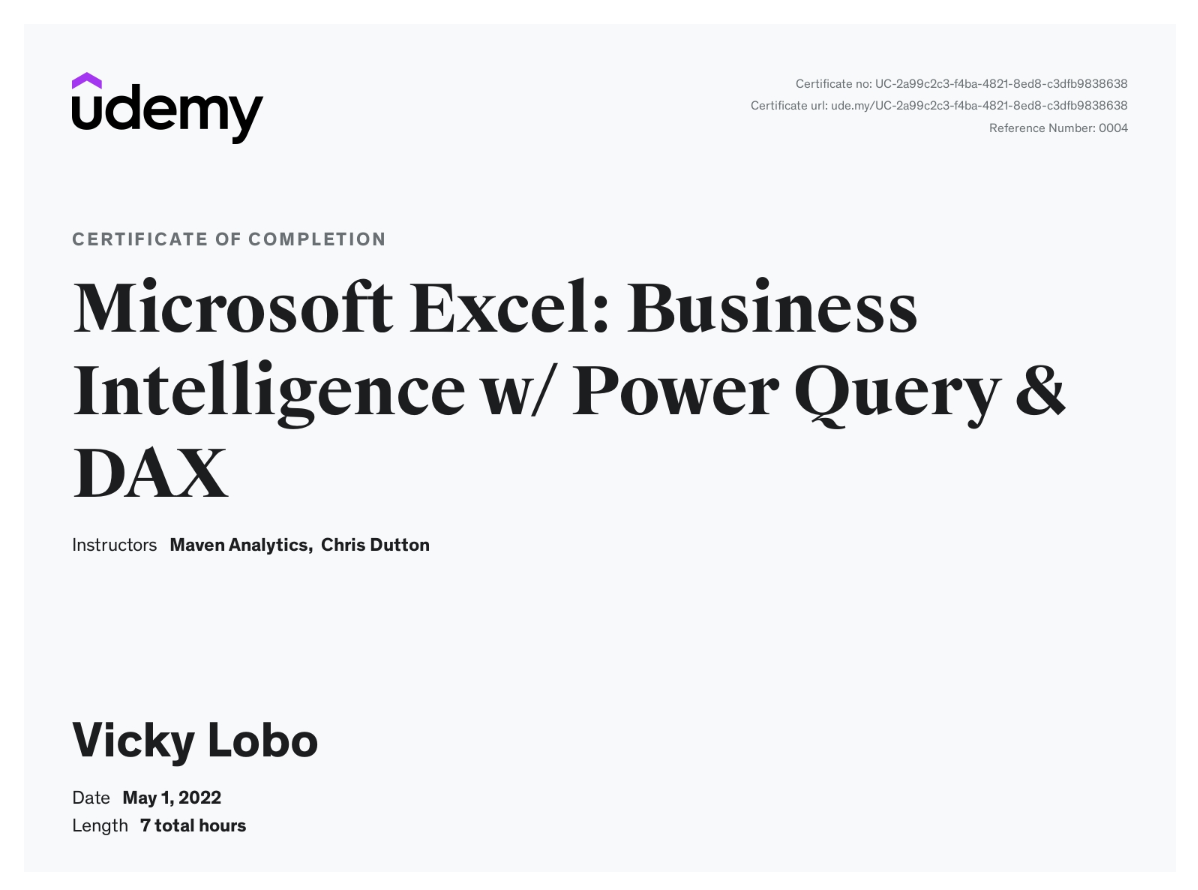 udemy
Certificate no: UC-2a99c2c3-f4ba-4821-8ed8-c3dfb9838638
Certificate url: ude.my/UC-2a99c2c3-f4ba-4821-8ed8-c3dfb9838638
Reference Number: 0004
CERTIFICATE OF COMPLETION
Microsoft Excel: Business
Intelligence w/ Power Query &
DAX
Instructors Maven Analytics, Chris Dutton
Vicky Lobo
Date May 1, 2022
Length 7 total hours